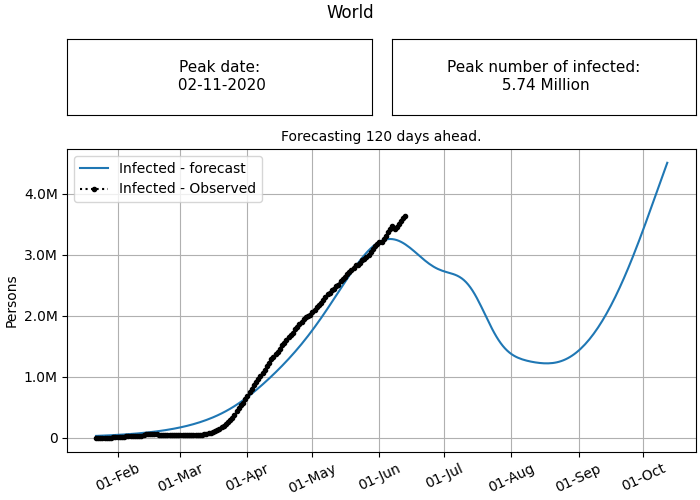 World
Peak date:
02-11-2020
Peak number of infected:
5.74 Million
Forecasting 120 days ahead.
Infected - forecast
Infected - Observed
4.0M
3.0M
2.0M
1.0M
0
Persons
01-Feb
01-Mar
01-Apr
01-May
01-Jun
01-Jul
01-Aug
01-Sep
01-Oct